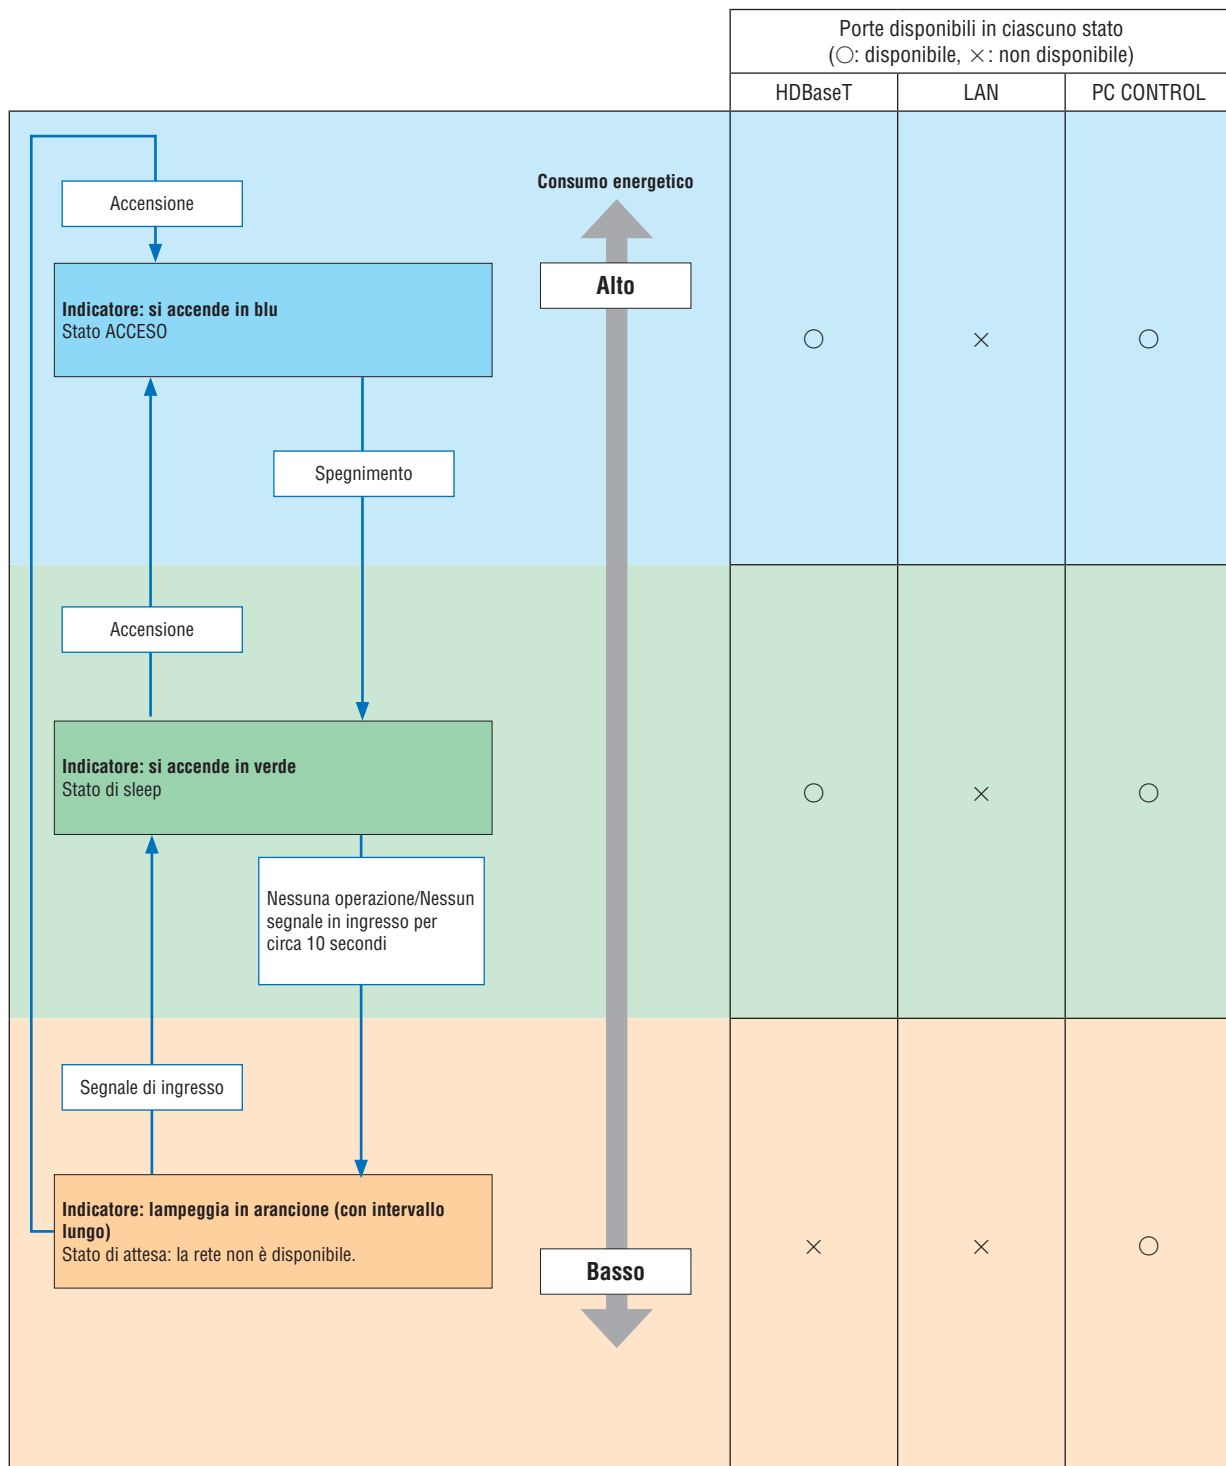 Porte disponibili in ciascuno stato
(○: disponibile, ×: non disponibile)
HDBaseT
LAN
PC CONTROL
Consumo energetico
Accensione
Alto
Indicatore: si accende in blu
Stato ACCESO
○
×
○
Spegnimento
Accensione
Indicatore: si accende in verde
Stato di sleep
○
×
○
Nessuna operazione/Nessun
segnale in ingresso per
circa 10 secondi
Segnale di ingresso
Indicatore: lampeggia in arancione (con intervallo
lungo)
Stato di attesa: la rete non è disponibile.
Basso
×
×
○